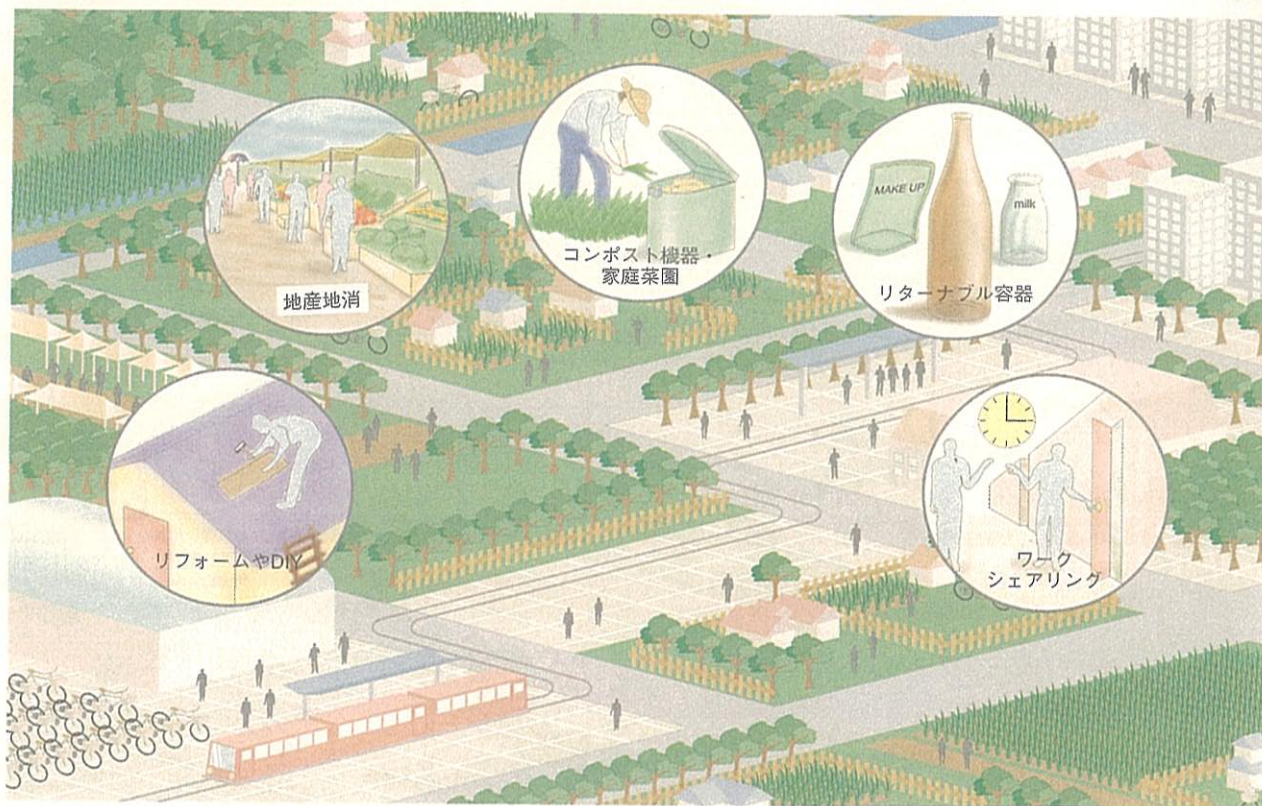 地産地消
コンポスト機器・
家庭菜園
MAKE UP
milk
リターナブル容器
リフォームやDIY
ワーク
シェアリング